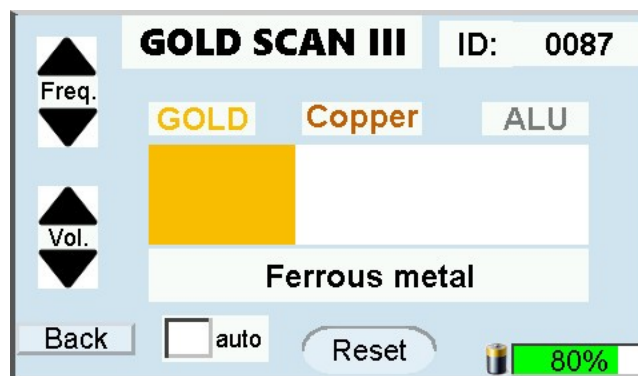 GOLD SCAN III ID: 0087
Freq.
GOLD Copper ALU
Vol.
Ferrous metal
Back auto Reset 80%